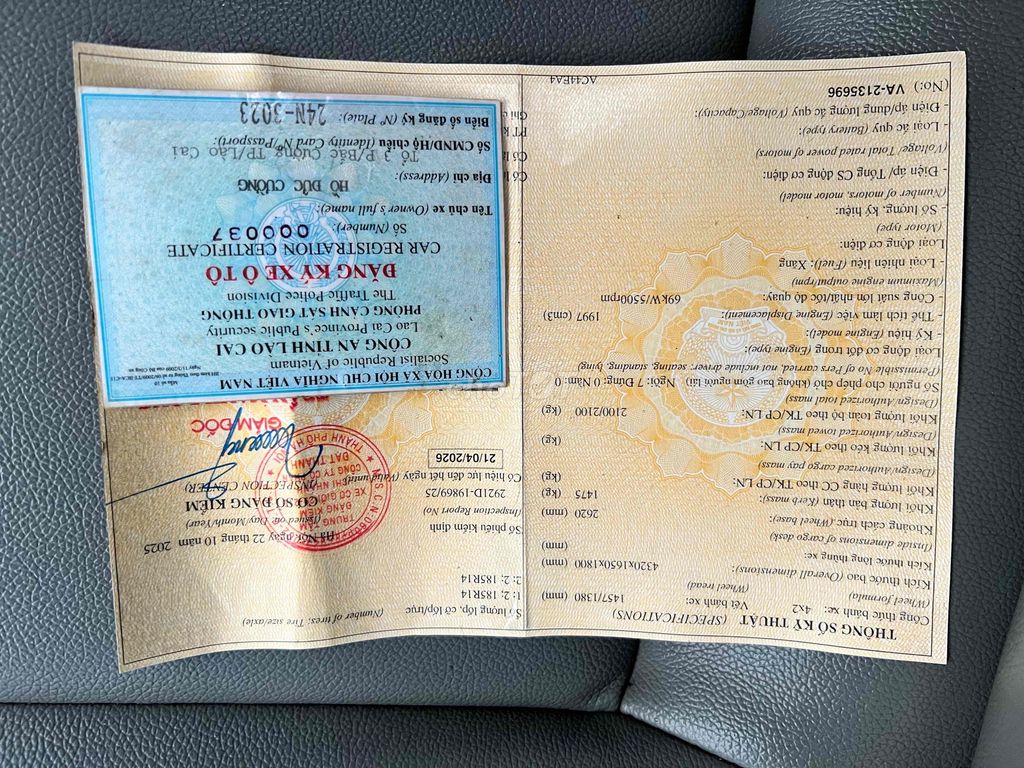 CỘNG HÒA XÃ HỘI CHỦ NGHĨA VIỆT NAM
Socialist Republic of Vietnam
CÔNG AN TỈNH LÀO CAI
Lao Cai Province's Public security
PHÒNG CẢNH SÁT GIAO THÔNG
The Traffic Police Division
ĐĂNG KÝ XE Ô TÔ
CAR REGISTRATION CERTIFICATE
Số (Number): 000037
Tên chủ xe (Owner's full name):
HỒ ĐỨC CƯỜNG
Địa chỉ (Address):
Tổ 3 P/Bắc Cường TP/Lào Cai
Số CMND/Hộ chiếu (Identity Card Nº/Passport):
Biển số đăng ký (Nº Plate): 24N-3023
THÔNG SỐ KỸ THUẬT (SPECIFICATIONS)
Công thức bánh xe: 4x2 Vết bánh xe: 1457/1380 (mm)
(Wheel formula) (Wheel tread)
Kích thước bao (Overall dimensions): 4320x1650x1800 (mm)
Kích thước lòng thùng: (mm)
(Inside dimensions of cargo desk)
Khoảng cách trục (Wheel base): 2620 (mm)
Khối lượng bản thân (Kerb mass): 1475 (kg)
Khối lượng hàng CC theo TK/CPLN: (kg)
(Design/Authorized cargo pay mass)
Khối lượng kéo theo TK/CP LN: (kg)
(Design/Authorized towed mass)
Khối lượng toàn bộ theo TK/CP LN: 2100/2100 (kg)
(Design/Authorized total mass)
Số người cho phép chở (không bao gồm người lái): Ngồi: 7 Đứng: 0 Nằm: 0
(Permissible No of Pers carried, not include driver: seating, standing, lying)
Loại động cơ đốt trong (Engine type):
- Ký hiệu (Engine model):
- Thể tích làm việc (Engine Displacement): 1997 (cm3)
- Công suất lớn nhất/tốc độ quay: 69kW/5500rpm
(Maximum output/rpm)
- Loại nhiên liệu (Fuel): Xăng
Loại động cơ điện:
(Motor type)
- Số lượng, ký hiệu:
(Number of motors, motor model)
- Điện áp/ Tổng CS động cơ điện:
(Voltage/ Total rated power of motors)
- Loại ắc quy (Battery type):
- Điện áp/dung lượng ắc quy (Voltage/Capacity):
(No:) VA-2135696
AC44EA4
Số lượng lốp, cỡ lốp/trục (Number of tires; Tire size/axle)
1: 2; 185R14
2: 2; 185R14
Hà Nội, ngày 22 tháng 10 năm 2025
(Issued on: Day/Month/Year)
Số phiếu kiểm định
(Inspection Report No) 2921D-19869/25
CƠ SỞ ĐĂNG KIỂM
(INSPECTION CENTER)
Có hiệu lực đến hết ngày (Valid until) 21/04/2026
GIÁM ĐỐC